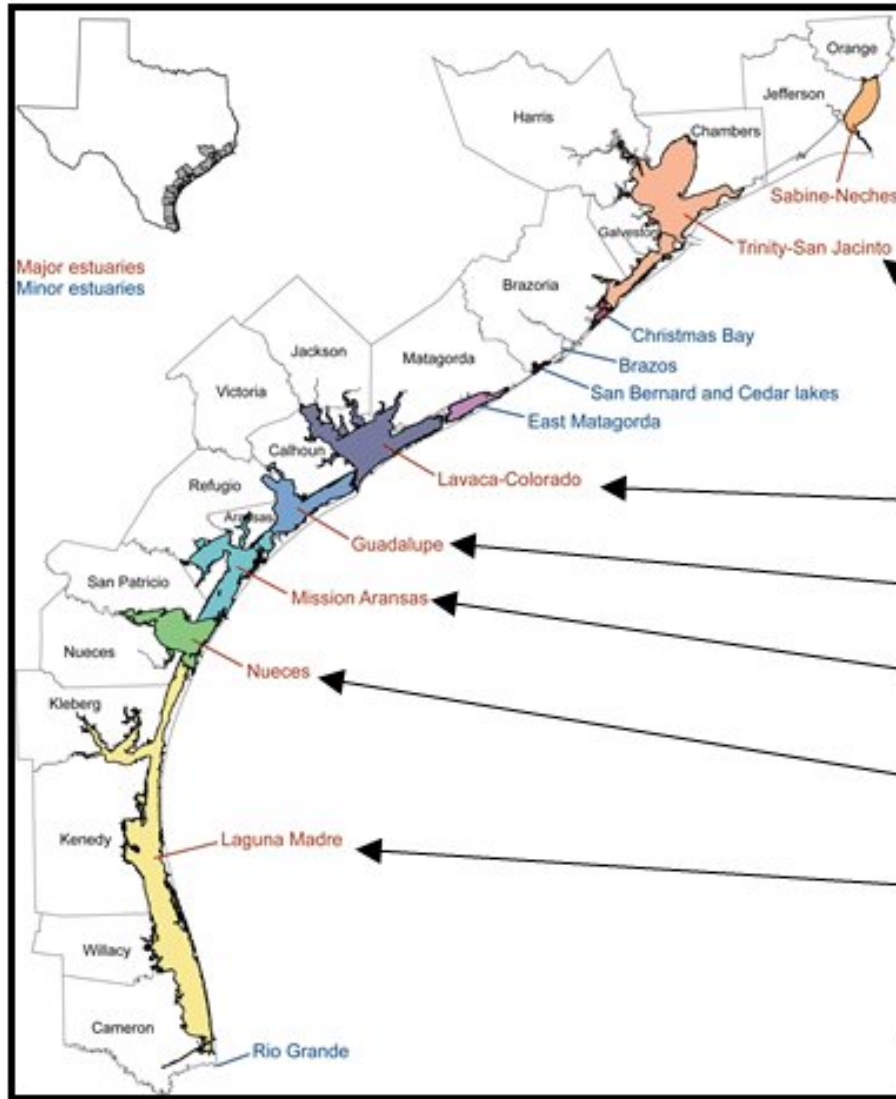 Orange
Jefferson
Harris
Chambers
Sabine-Neches
Galveston
Trinity-San Jacinto
Major estuaries
Minor estuaries
Brazoria
Christmas Bay
Jackson
Matagorda
Brazos
Victoria
San Bernard and Cedar lakes
East Matagorda
Calhoun
Lavaca-Colorado
Refugio
Aransas
Guadalupe
San Patricio
Mission Aransas
Nueces
Nueces
Kleberg
Kenedy
Laguna Madre
Willacy
Cameron
Rio Grande